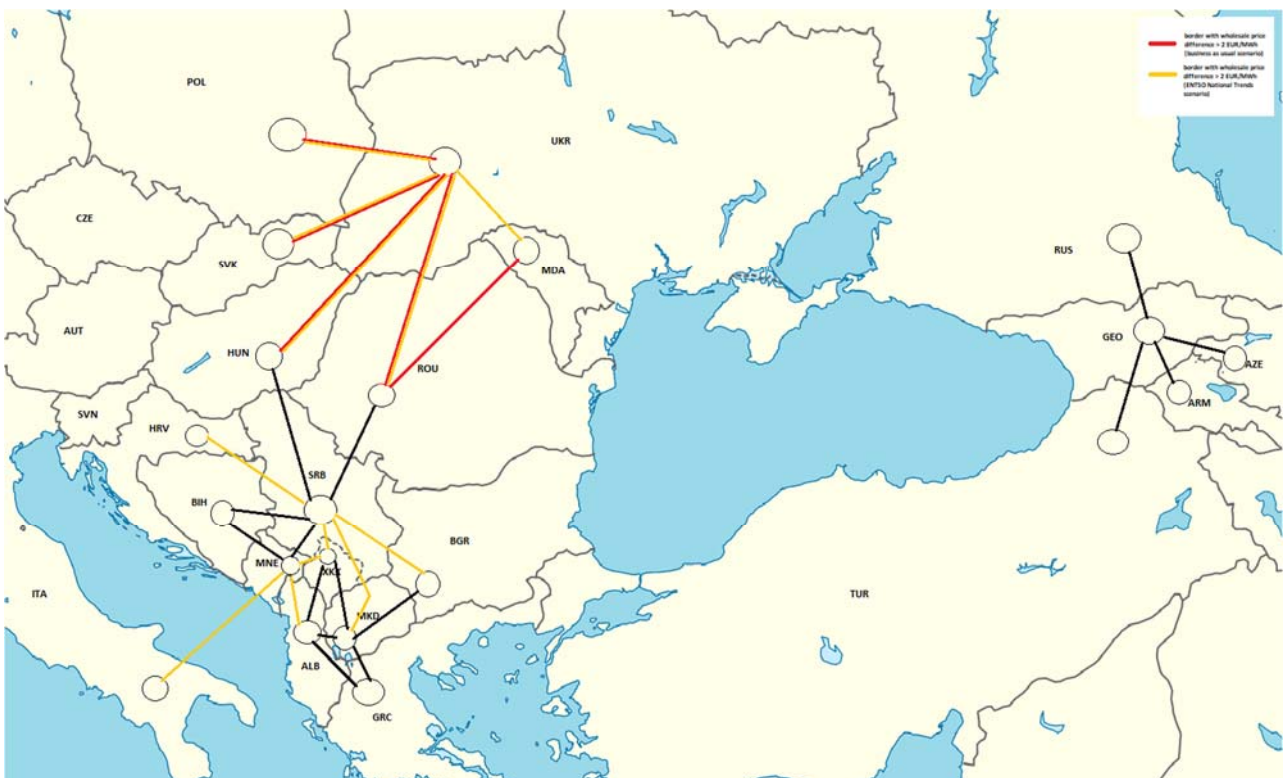 border with wholesale price
difference > 2 EUR/MWh
(business as usual scenario)
border with wholesale price
difference > 2 EUR/MWh
(ENTSO National Trends
scenario)
POL
UKR
CZE
SVK
MDA
RUS
AUT
HUN
ROU
GEO
AZE
ARM
SVN
HRV
SRB
BIH
BGR
MNE
XKX
ITA
MKD
TUR
ALB
GRC